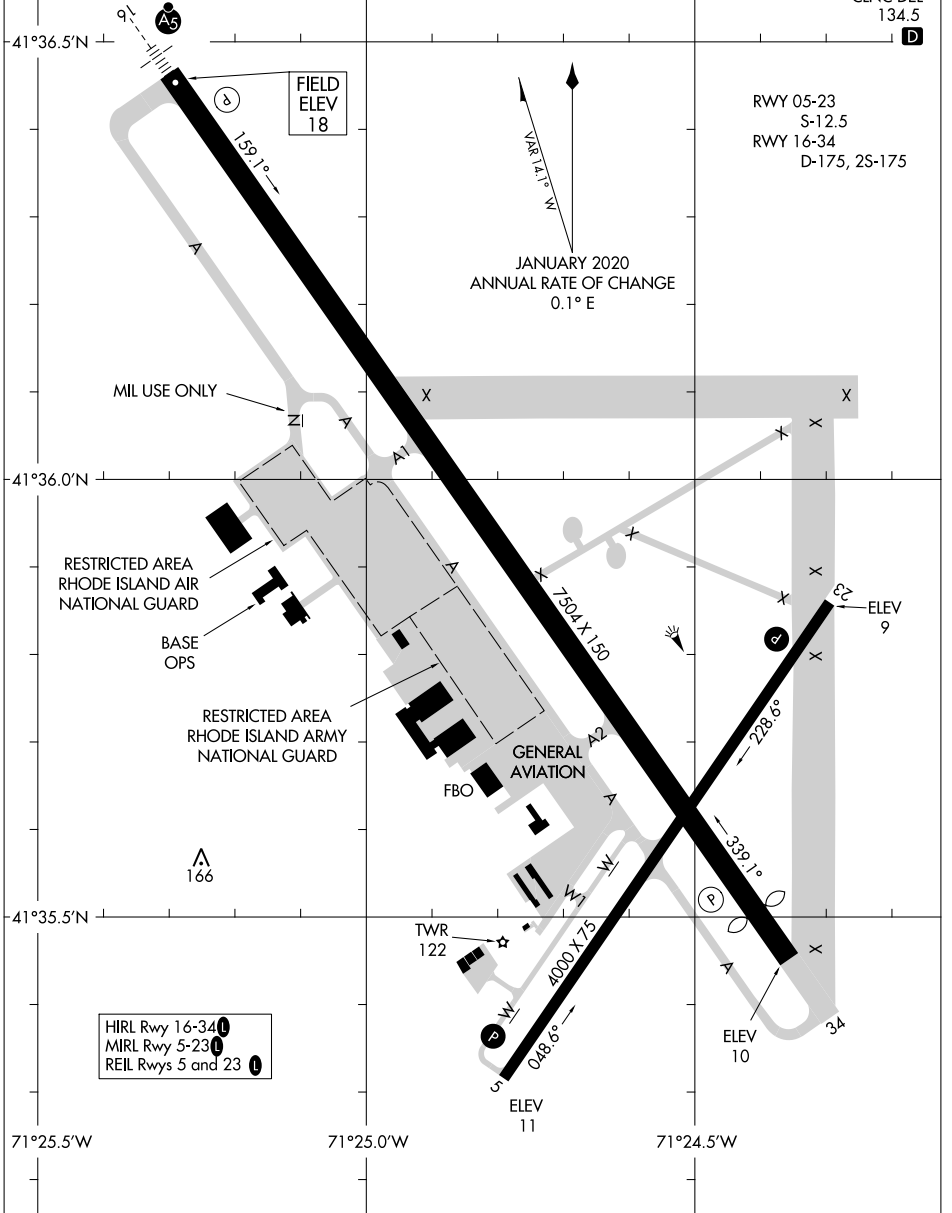 CLNC DEL
134.5
D
16
A5
41°36.5'N
FIELD
ELEV
18
P
159.1°
VAR 14.1° W
RWY 05-23
S-12.5
RWY 16-34
D-175, 2S-175
A
JANUARY 2020
ANNUAL RATE OF CHANGE
0.1° E
MIL USE ONLY
N
A
X
X
X
X
A1
41°36.0'N
RESTRICTED AREA
RHODE ISLAND AIR
NATIONAL GUARD
A
X
X
X
X
23
7504 X 150
ELEV
9
BASE
OPS
P
X
RESTRICTED AREA
RHODE ISLAND ARMY
NATIONAL GUARD
228.6°
A2
GENERAL
AVIATION
FBO
A
339.1°
166
W
W1
P
41°35.5'N
TWR
122
4000 X 75
X
A
W
34
HIRL Rwy 16-34 L
MIRL Rwy 5-23 L
REIL Rwys 5 and 23 L
P
048.6°
ELEV
10
5
ELEV
11
71°25.5'W
71°25.0'W
71°24.5'W